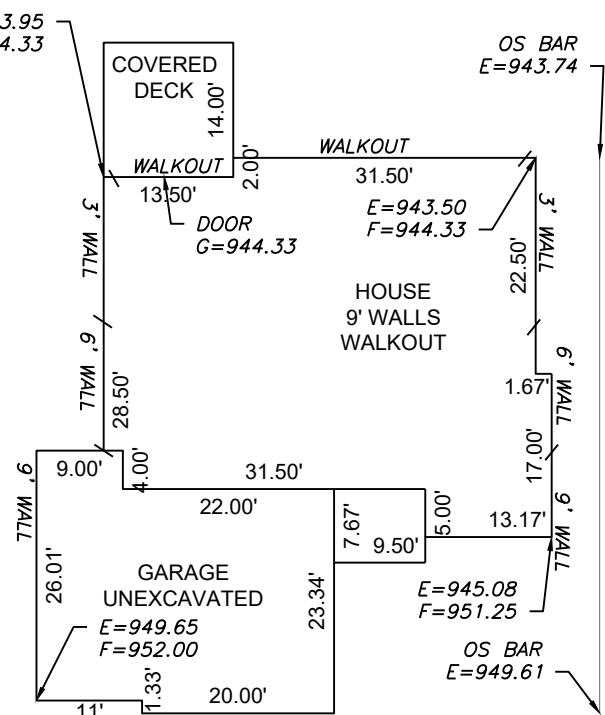 3.95
4.33
OS BAR
E=943.74
COVERED
DECK
14.00'
WALKOUT
2.00'
WALKOUT
13.50'
31.50'
DOOR
G=944.33
E=943.50
F=944.33
3' WALL
3' WALL
22.50'
HOUSE
9' WALLS
WALKOUT
6' WALL
28.50'
1.67'
6' WALL
17.00'
9.00'
4.00'
31.50'
22.00'
9' WALL
7.67'
9.50'
5.00'
13.17'
9' WALL
26.01'
GARAGE
UNEXCAVATED
23.34'
E=945.08
F=951.25
E=949.65
F=952.00
OS BAR
E=949.61
1.33'
20.00'
11'